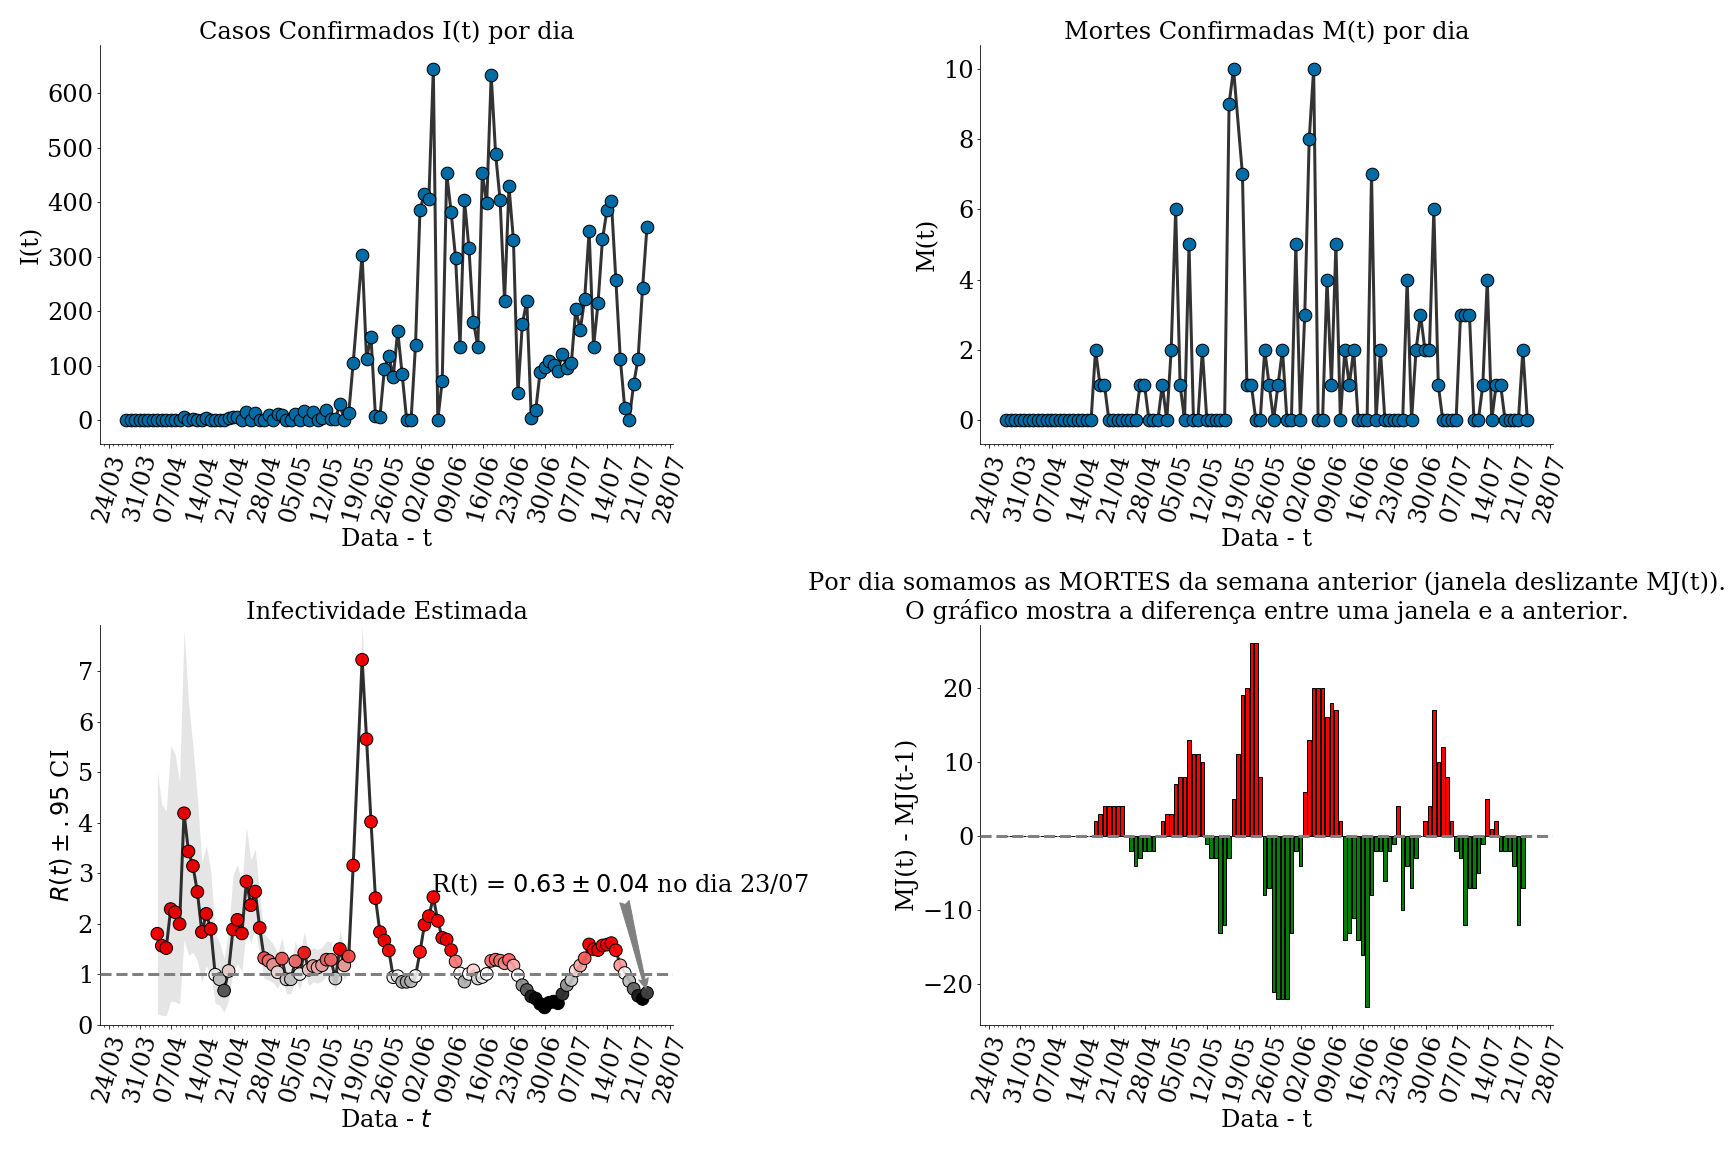 Casos Confirmados I(t) por dia
600
500
400
300
200
100
0
I(t)
24/03 31/03 07/04 14/04 21/04 28/04 05/05 12/05 19/05 26/05 02/06 09/06 16/06 23/06 30/06 07/07 14/07 21/07 28/07
Data - t
Mortes Confirmadas M(t) por dia
10
8
6
4
2
0
M(t)
24/03 31/03 07/04 14/04 21/04 28/04 05/05 12/05 19/05 26/05 02/06 09/06 16/06 23/06 30/06 07/07 14/07 21/07 28/07
Data - t
Infectividade Estimada
7
6
5
4
3
2
1
0
R(t) ± .95 CI
R(t) = 0.63 ± 0.04 no dia 23/07
24/03 31/03 07/04 14/04 21/04 28/04 05/05 12/05 19/05 26/05 02/06 09/06 16/06 23/06 30/06 07/07 14/07 21/07 28/07
Data - t
Por dia somamos as MORTES da semana anterior (janela deslizante MJ(t)).
O gráfico mostra a diferença entre uma janela e a anterior.
20
10
0
−10
−20
MJ(t) - MJ(t-1)
24/03 31/03 07/04 14/04 21/04 28/04 05/05 12/05 19/05 26/05 02/06 09/06 16/06 23/06 30/06 07/07 14/07 21/07 28/07
Data - t